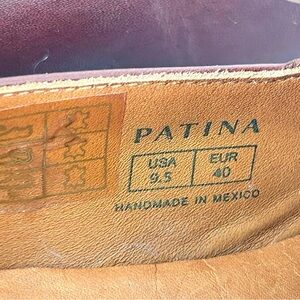 PATINA
USA EUR
9.5 40
HANDMADE IN MEXICO